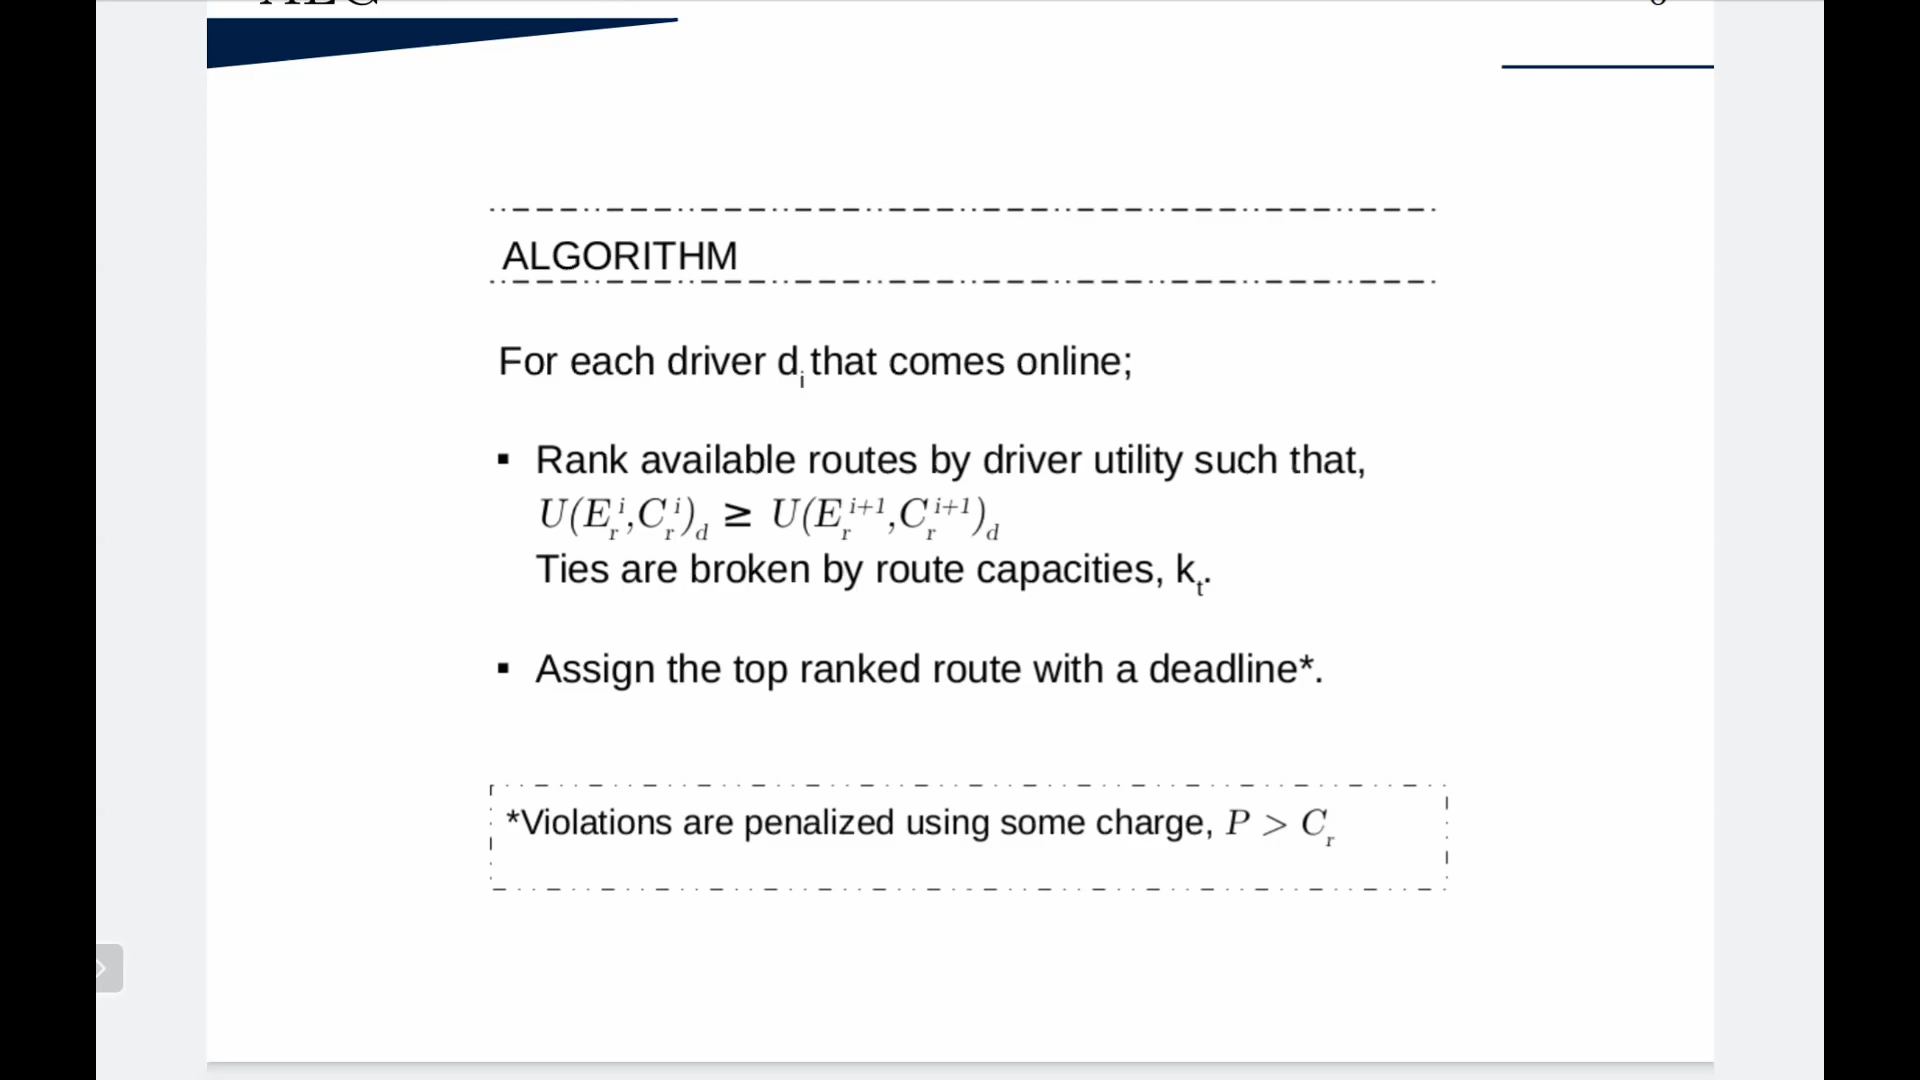 ALGORITHM
For each driver d_i that comes online;
▪ Rank available routes by driver utility such that,
U(E_r^i,C_r^i)_d ≥ U(E_r^{i+1},C_r^{i+1})_d
Ties are broken by route capacities, k_t.
▪ Assign the top ranked route with a deadline*.
*Violations are penalized using some charge, P > C_r